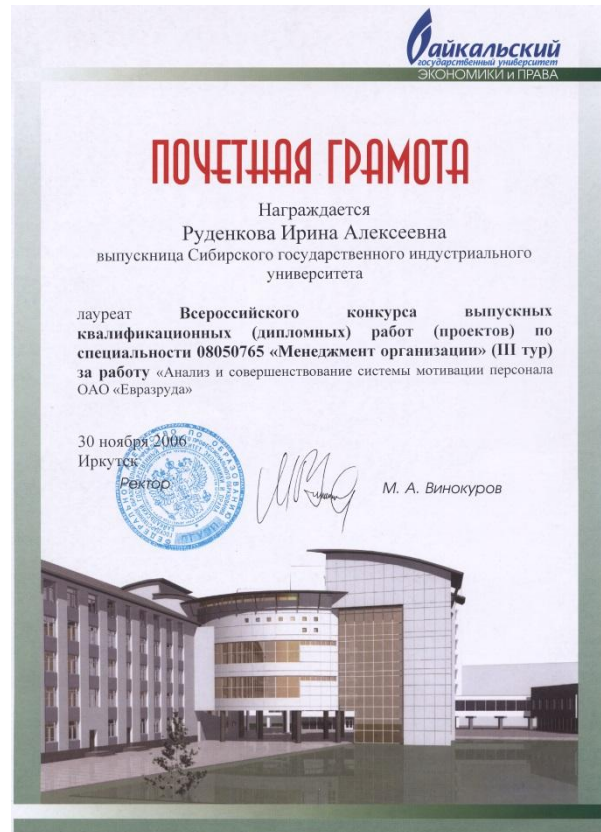 Байкальский
государственный университет
ЭКОНОМИКИ и ПРАВА
ПОЧЕТНАЯ ГРАМОТА
Награждается
Руденкова Ирина Алексеевна
выпускница Сибирского государственного индустриального
университета
лауреат Всероссийского конкурса выпускных
квалификационных (дипломных) работ (проектов) по
специальности 08050765 «Менеджмент организации» (III тур)
за работу «Анализ и совершенствование системы мотивации персонала
ОАО «Евразруда»
30 ноября 2006
Иркутск
Ректор
М. А. Винокуров